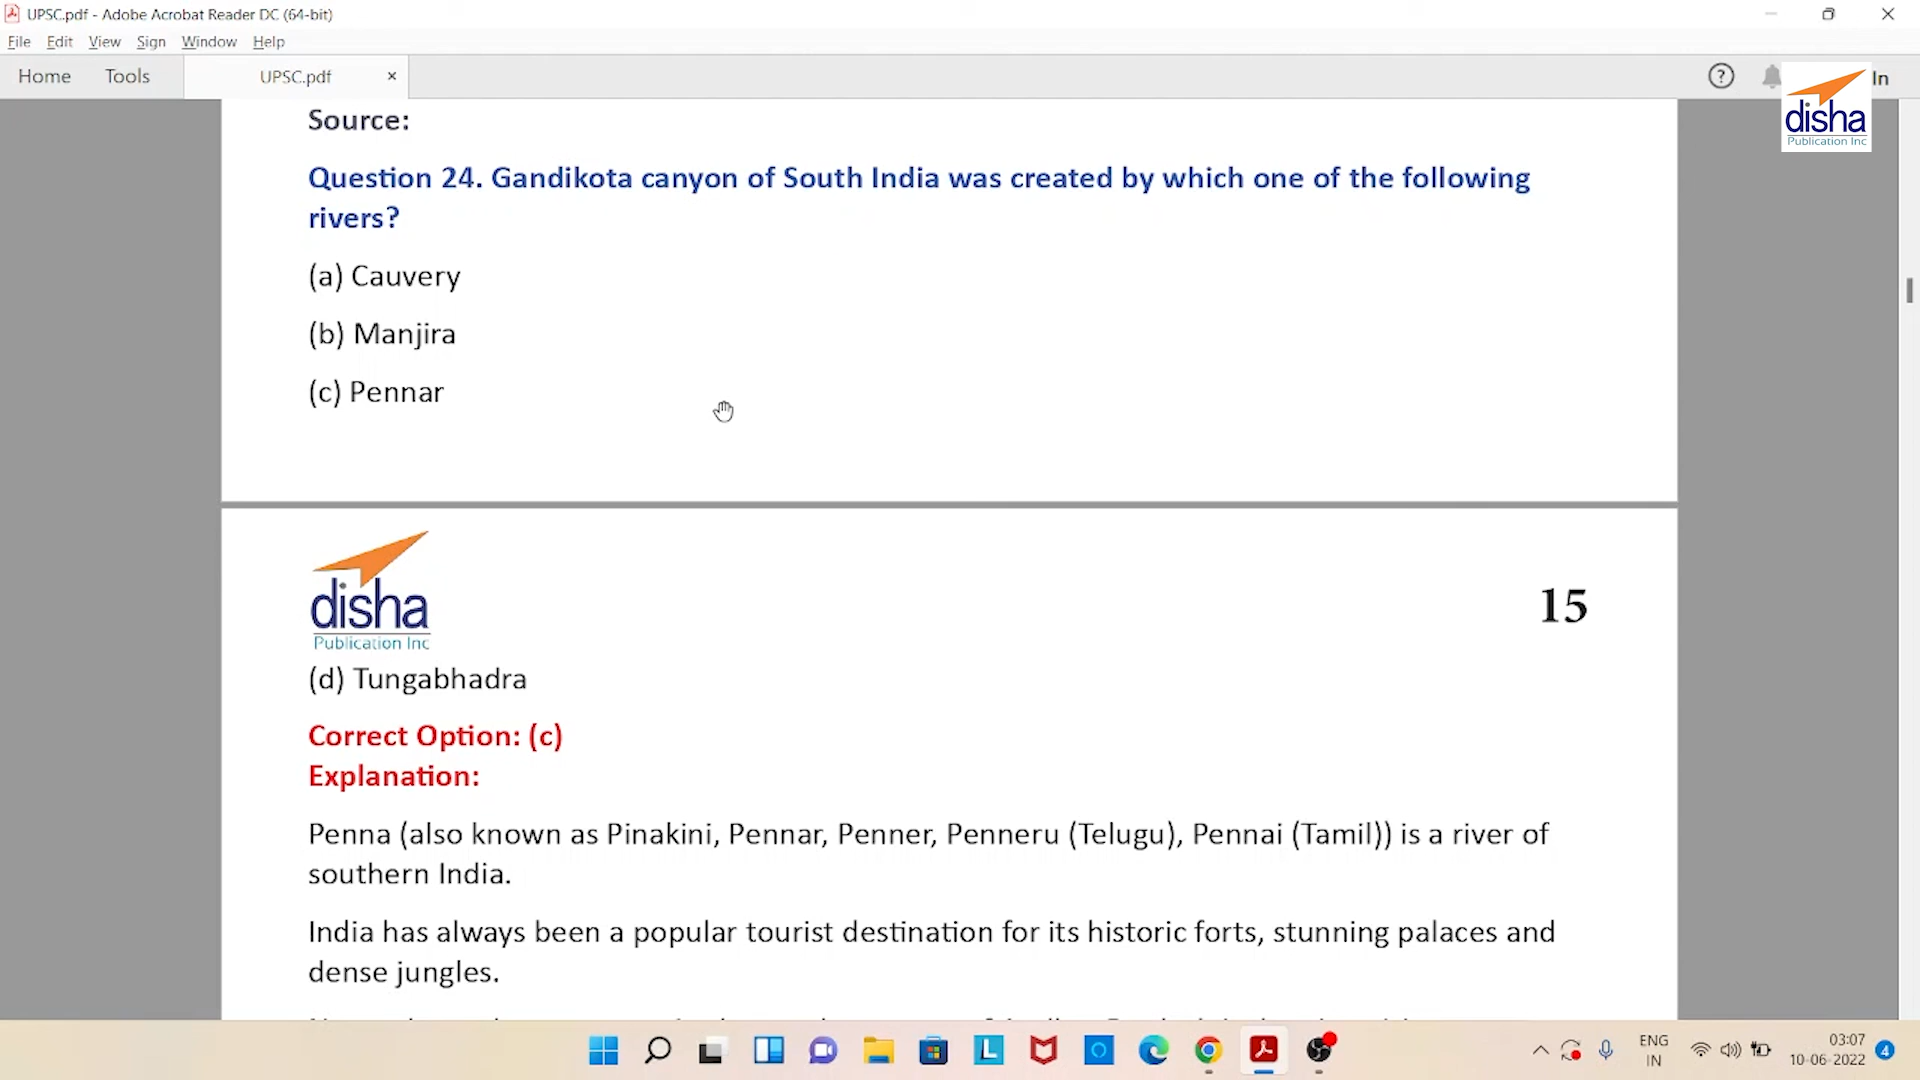 UPSC.pdf - Adobe Acrobat Reader DC (64-bit)
File Edit View Sign Window Help
Home Tools UPSC.pdf × ? In
disha
Publication Inc
Source:
Question 24. Gandikota canyon of South India was created by which one of the following
rivers?
(a) Cauvery
(b) Manjira
(c) Pennar
disha
Publication Inc
15
(d) Tungabhadra
Correct Option: (c)
Explanation:
Penna (also known as Pinakini, Pennar, Penner, Penneru (Telugu), Pennai (Tamil)) is a river of
southern India.
India has always been a popular tourist destination for its historic forts, stunning palaces and
dense jungles.
L
ENG
IN
03:07
10-06-2022
4